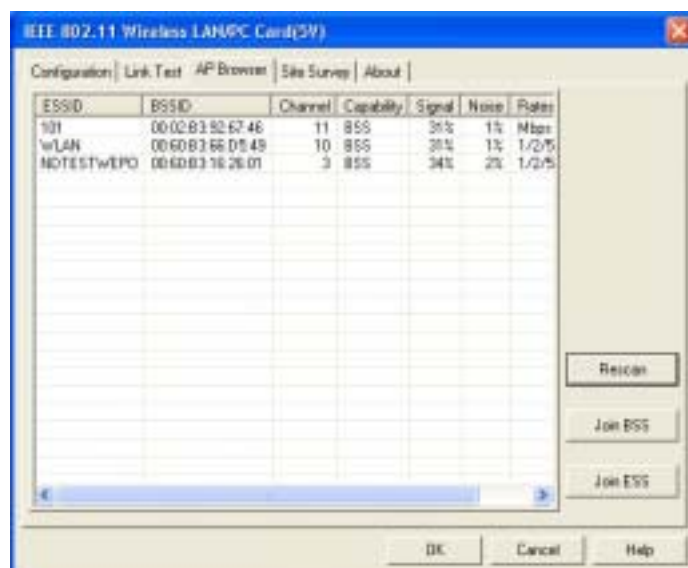 IEEE 802.11 Wireless LAN/PC Card(5V)
Configuration Link Test AP Browser Site Survey About
ESSID BSSID Channel Capability Signal Noise Rates
101 00:02:B3:92:67:46 11 BSS 31% 1% Mbps
WLAN 00:60:B3:66:D5:49 10 BSS 31% 1% 1/2/5
NDTESTWEPO 00:60:B3:16:26:01 3 BSS 34% 2% 1/2/5
Rescan
Join BSS
Join ESS
OK Cancel Help